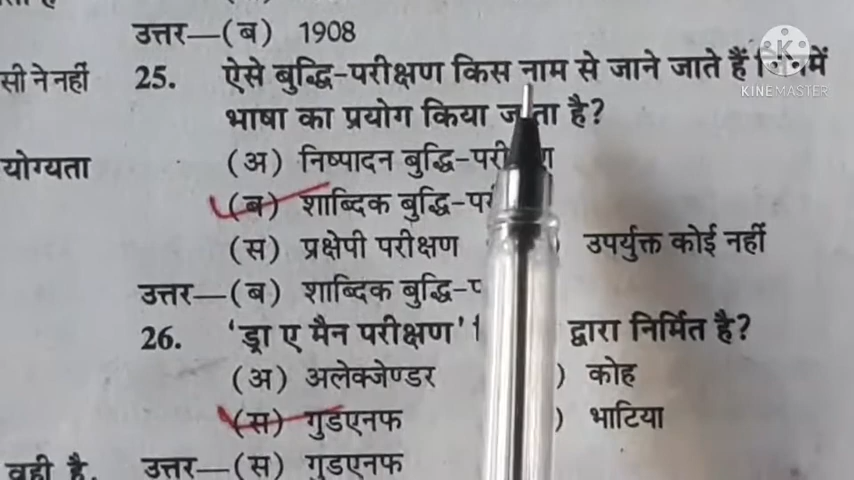 उत्तर—(ब) 1908
सी ने नहीं
25. ऐसे बुद्धि-परीक्षण किस नाम से जाने जाते हैं
KINEMASTER
भाषा का प्रयोग किया जाता है?
योग्यता
(अ) निष्पादन बुद्धि-परीक्षण
(ब) शाब्दिक बुद्धि-
(स) प्रक्षेपी परीक्षण ) उपर्युक्त कोई नहीं
उत्तर—(ब) शाब्दिक बुद्धि-
26. 'ड्रा ए मैन परीक्षण' द्वारा निर्मित है?
(अ) अलेक्जेण्डर ) कोह
(स) गुडएनफ ) भाटिया
वही है.
उत्तर—(स) गुडएनफ